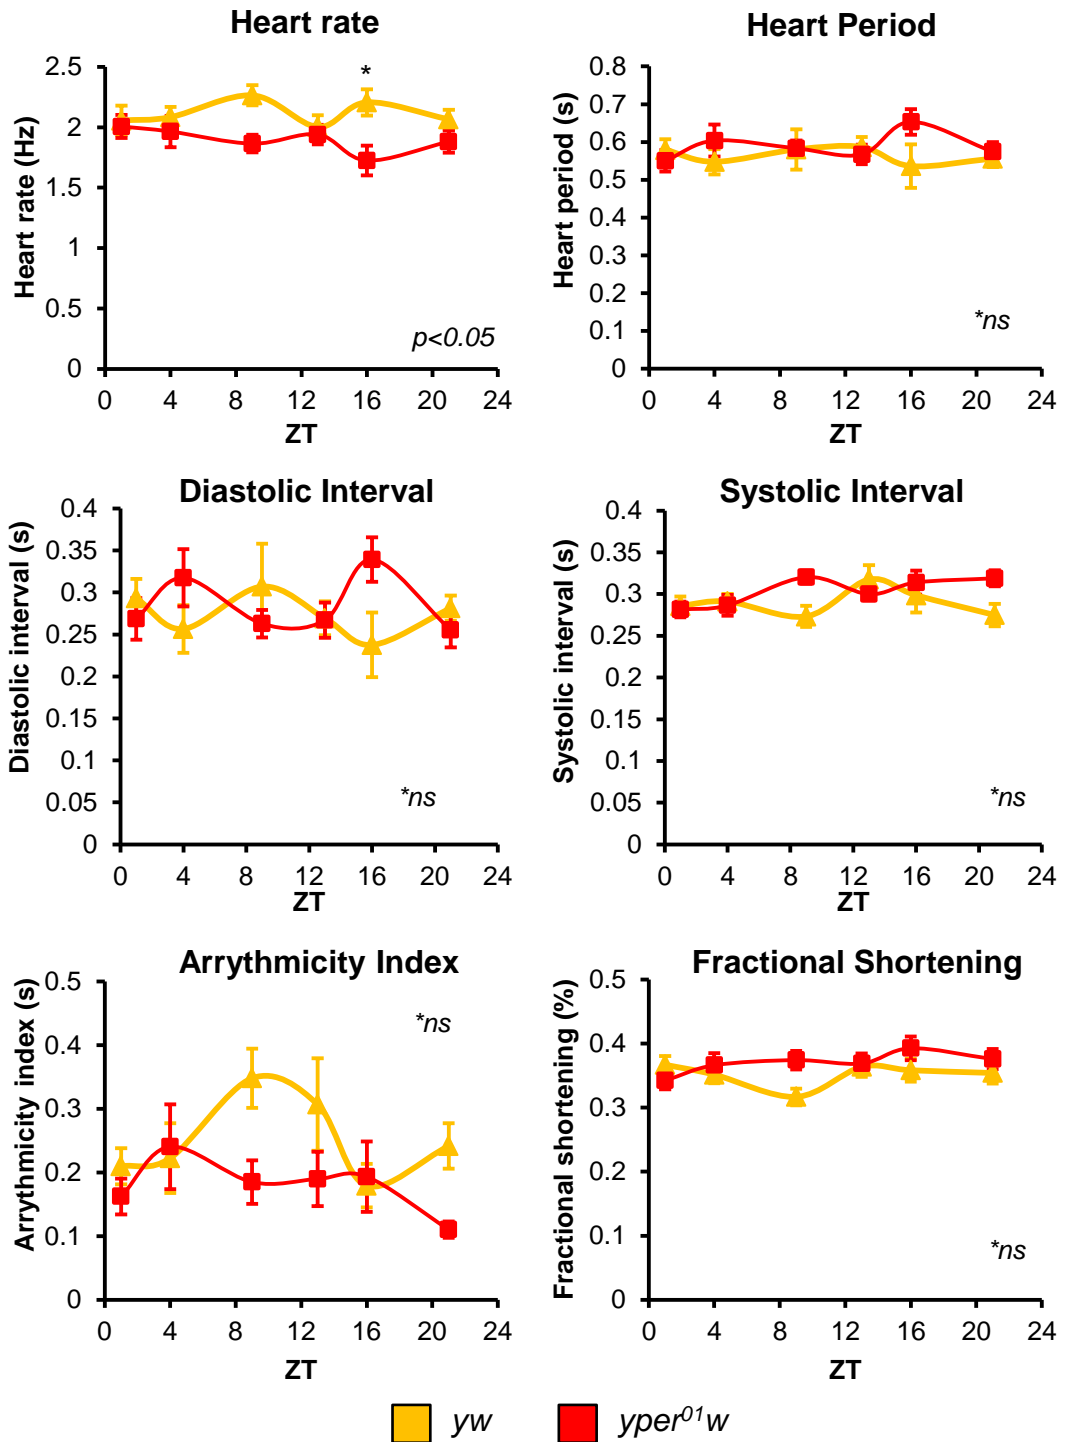 Heart rate
Heart rate (Hz)
2.5
2
1.5
1
0.5
0
*
p<0.05
0 4 8 12 16 20 24
ZT
Heart Period
Heart period (s)
0.8
0.7
0.6
0.5
0.4
0.3
0.2
0.1
0
*ns
0 4 8 12 16 20 24
ZT
Diastolic Interval
Diastolic interval (s)
0.4
0.35
0.3
0.25
0.2
0.15
0.1
0.05
0
*ns
0 4 8 12 16 20 24
ZT
Systolic Interval
Systolic interval (s)
0.4
0.35
0.3
0.25
0.2
0.15
0.1
0.05
0
*ns
0 4 8 12 16 20 24
ZT
Arrythmicity Index
Arrythmicity index (s)
0.5
0.4
0.3
0.2
0.1
0
*ns
0 4 8 12 16 20 24
ZT
Fractional Shortening
Fractional shortening (%)
0.5
0.4
0.3
0.2
0.1
0
*ns
0 4 8 12 16 20 24
ZT
yw yper⁰¹w